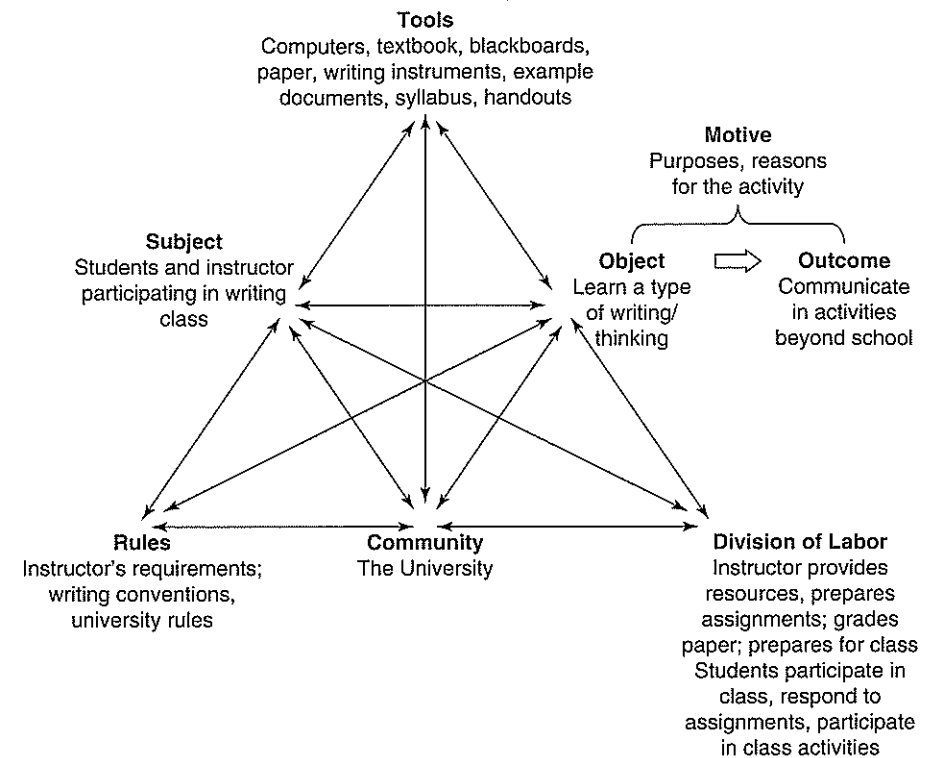 Tools
Computers, textbook, blackboards,
paper, writing instruments, example
documents, syllabus, handouts
Motive
Purposes, reasons
for the activity
Subject
Students and instructor
participating in writing
class
Object
Learn a type
of writing/
thinking
Outcome
Communicate
in activities
beyond school
Rules
Instructor's requirements;
writing conventions,
university rules
Community
The University
Division of Labor
Instructor provides
resources, prepares
assignments; grades
paper; prepares for class
Students participate in
class, respond to
assignments, participate
in class activities